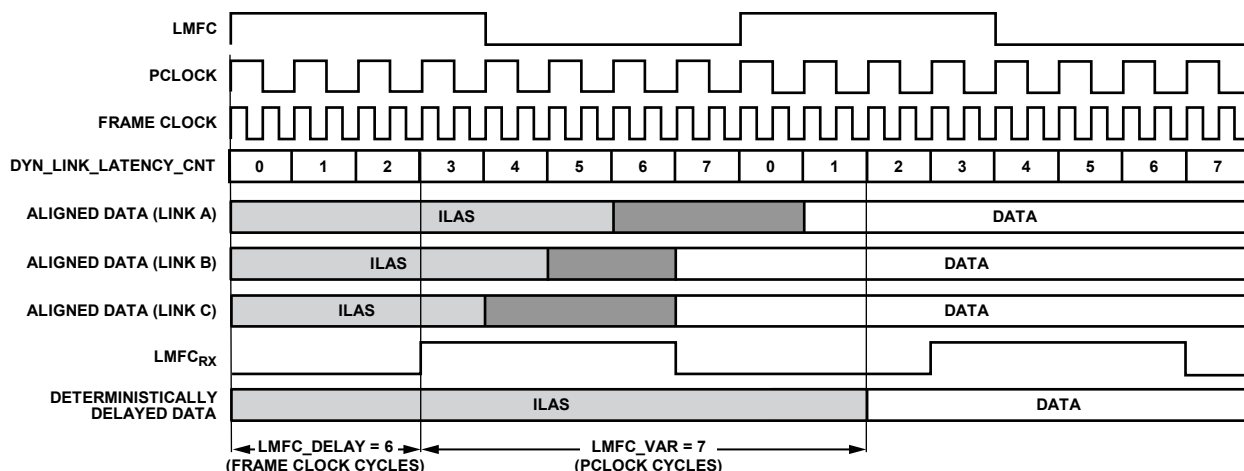 LMFC
PCLOCK
FRAME CLOCK
DYN_LINK_LATENCY_CNT 0 1 2 3 4 5 6 7 0 1 2 3 4 5 6 7
ALIGNED DATA (LINK A) ILAS DATA
ALIGNED DATA (LINK B) ILAS DATA
ALIGNED DATA (LINK C) ILAS DATA
LMFCRX
DETERMINISTICALLY
DELAYED DATA ILAS DATA
LMFC_DELAY = 6 LMFC_VAR = 7
(FRAME CLOCK CYCLES) (PCLOCK CYCLES)